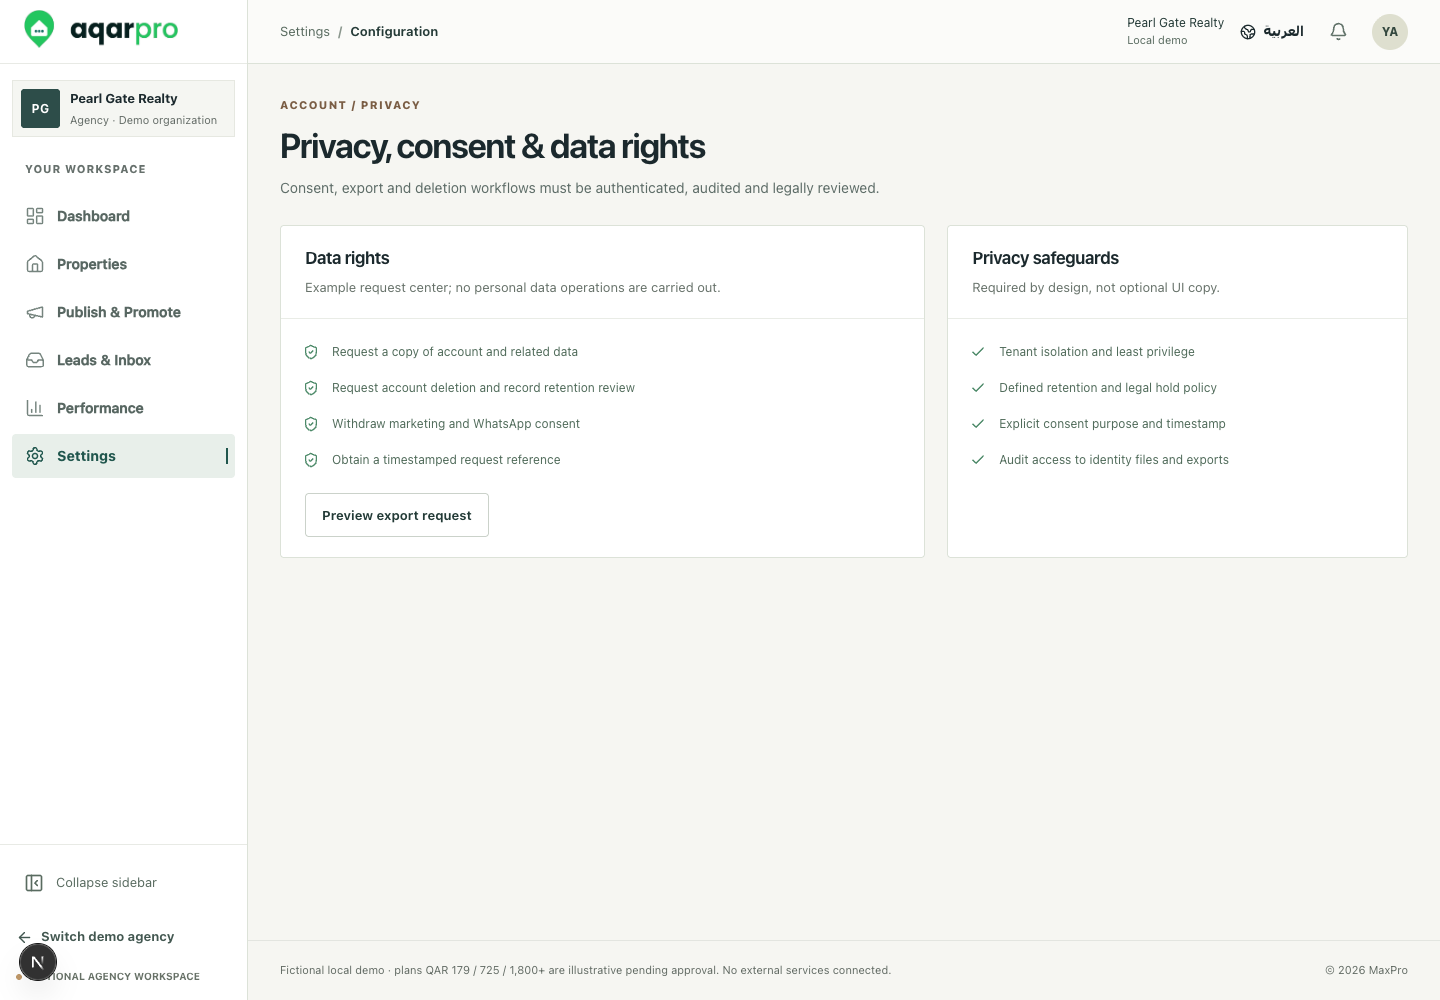 aqarpro
PG
Pearl Gate Realty
Agency · Demo organization
YOUR WORKSPACE
Dashboard
Properties
Publish & Promote
Leads & Inbox
Performance
Settings
Collapse sidebar
Switch demo agency
N
AGENCY WORKSPACE
Settings / Configuration
Pearl Gate Realty
Local demo
العربية
YA
ACCOUNT / PRIVACY
Privacy, consent & data rights
Consent, export and deletion workflows must be authenticated, audited and legally reviewed.
Data rights
Example request center; no personal data operations are carried out.
Request a copy of account and related data
Request account deletion and record retention review
Withdraw marketing and WhatsApp consent
Obtain a timestamped request reference
Preview export request
Privacy safeguards
Required by design, not optional UI copy.
Tenant isolation and least privilege
Defined retention and legal hold policy
Explicit consent purpose and timestamp
Audit access to identity files and exports
Fictional local demo · plans QAR 179 / 725 / 1,800+ are illustrative pending approval. No external services connected.
© 2026 MaxPro